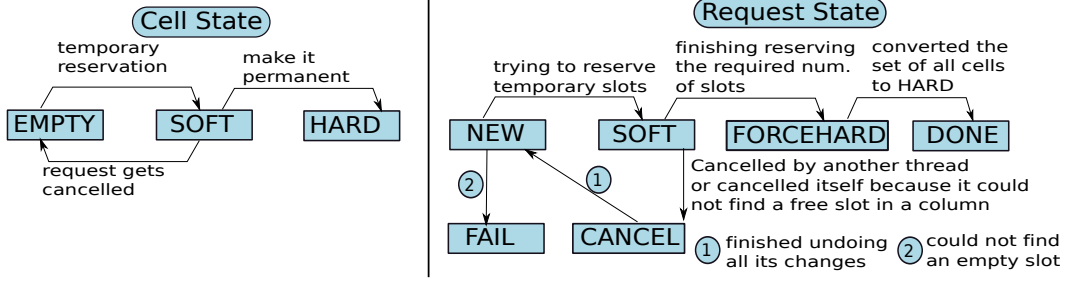 Cell State
temporary
reservation
make it
permanent
EMPTY
SOFT
HARD
request gets
cancelled
Request State
trying to reserve
temporary slots
finishing reserving
the required num.
of slots
converted the
set of all cells
to HARD
NEW
SOFT
FORCEHARD
DONE
2
1
Cancelled by another thread
or cancelled itself because it could
not find a free slot in a column
FAIL
CANCEL
1 finished undoing
all its changes
2 could not find
an empty slot